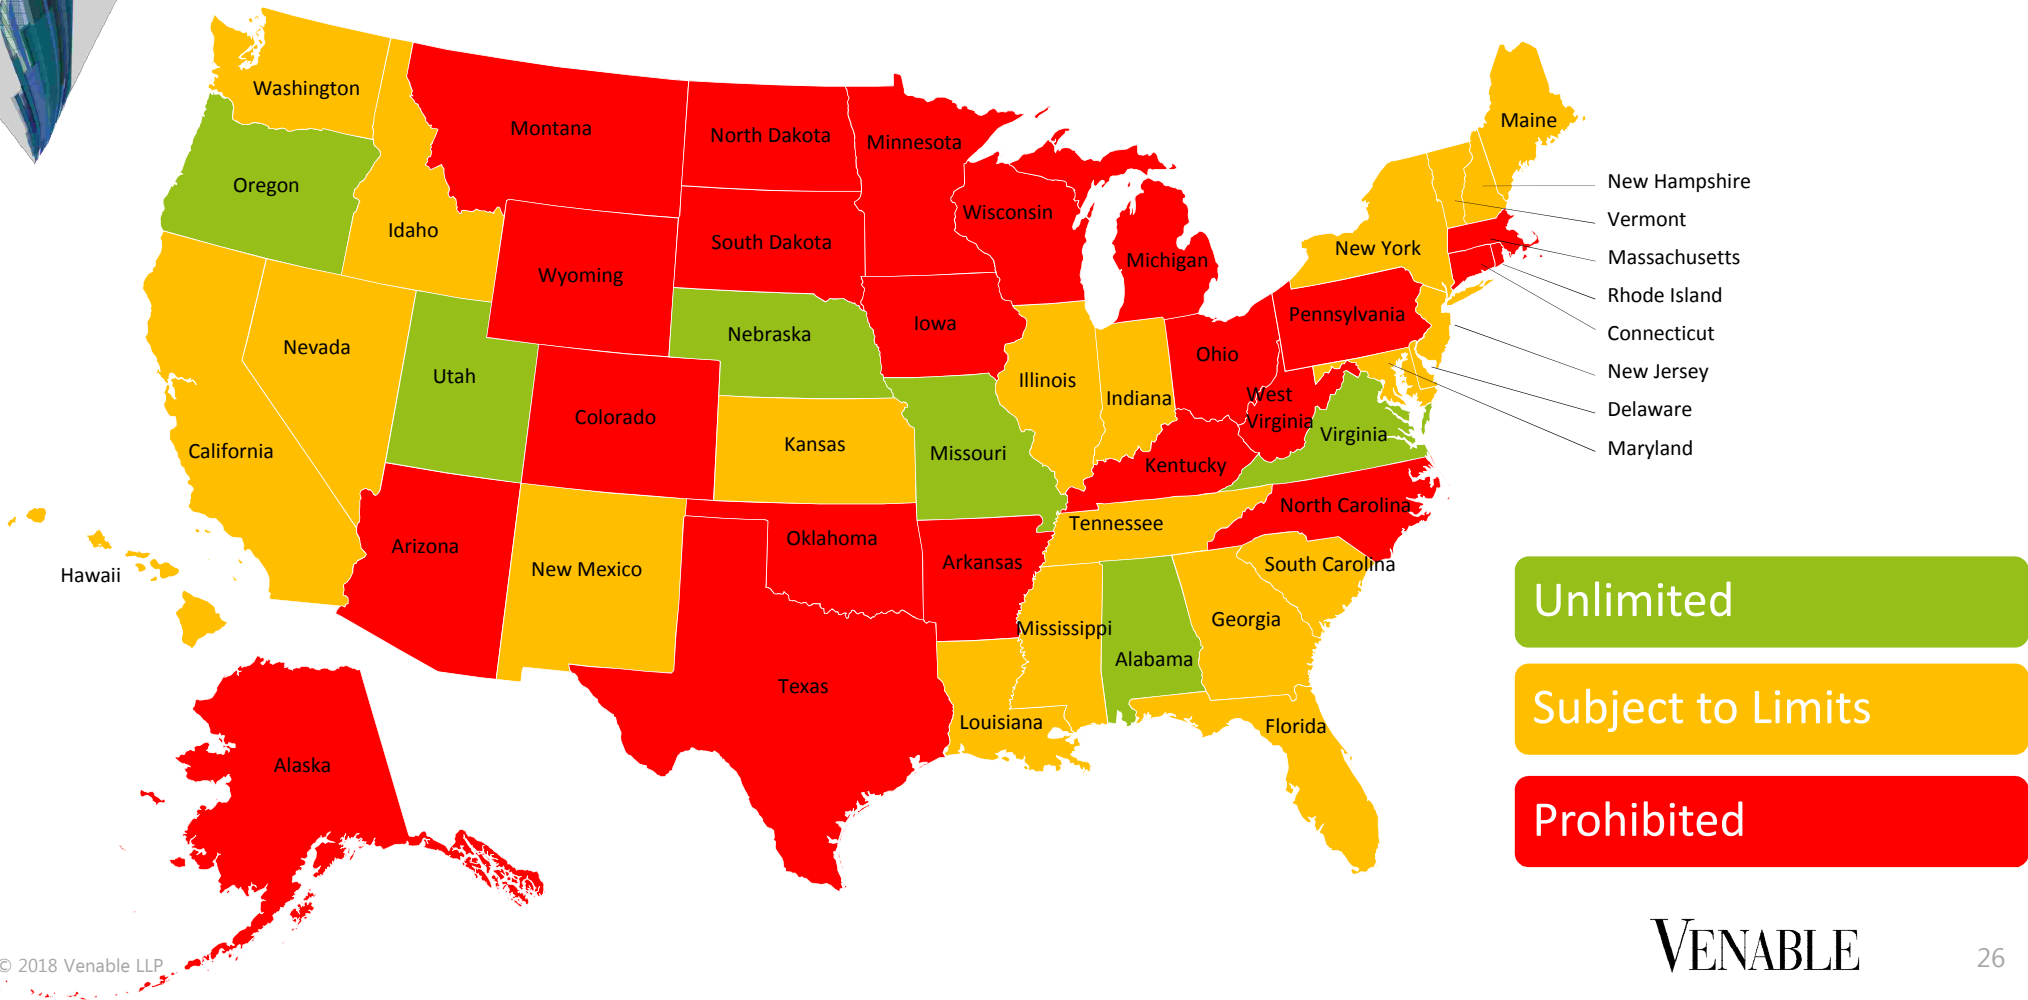 Washington
Montana
North Dakota
Minnesota
Maine
Oregon
Idaho
Wyoming
South Dakota
Wisconsin
Michigan
New York
New Hampshire
Vermont
Massachusetts
Rhode Island
Connecticut
New Jersey
Delaware
Maryland
Nevada
Utah
Colorado
Nebraska
Iowa
Illinois
Indiana
Ohio
Pennsylvania
West
Virginia
Virginia
California
Kansas
Missouri
Kentucky
North Carolina
Tennessee
South Carolina
Arizona
New Mexico
Oklahoma
Arkansas
Hawaii
Mississippi
Alabama
Georgia
Texas
Louisiana
Florida
Alaska
Unlimited
Subject to Limits
Prohibited
© 2018 Venable LLP
VENABLE
26